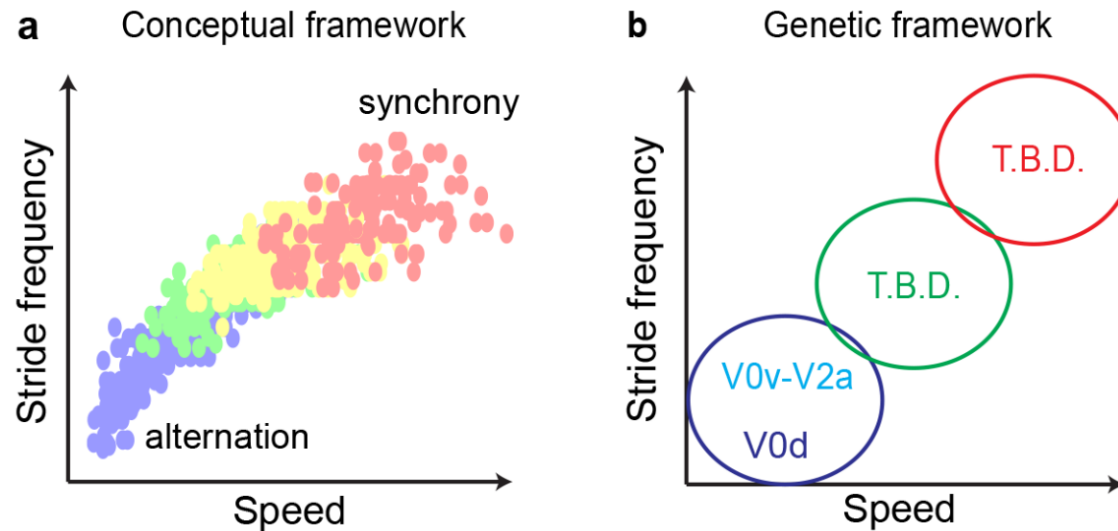 a Conceptual framework
synchrony
alternation
Stride frequency
Speed
b Genetic framework
T.B.D.
T.B.D.
V0v-V2a
V0d
Stride frequency
Speed